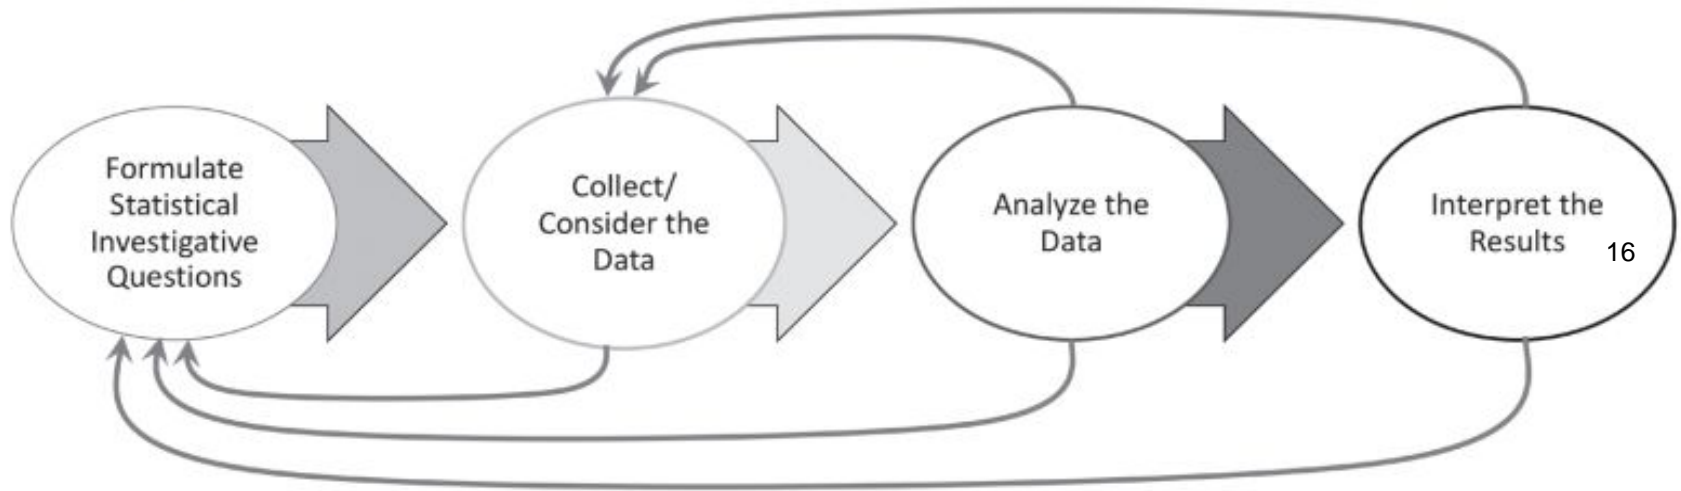 Formulate
Statistical
Investigative
Questions
Collect/
Consider the
Data
Analyze the
Data
Interpret the
Results
16